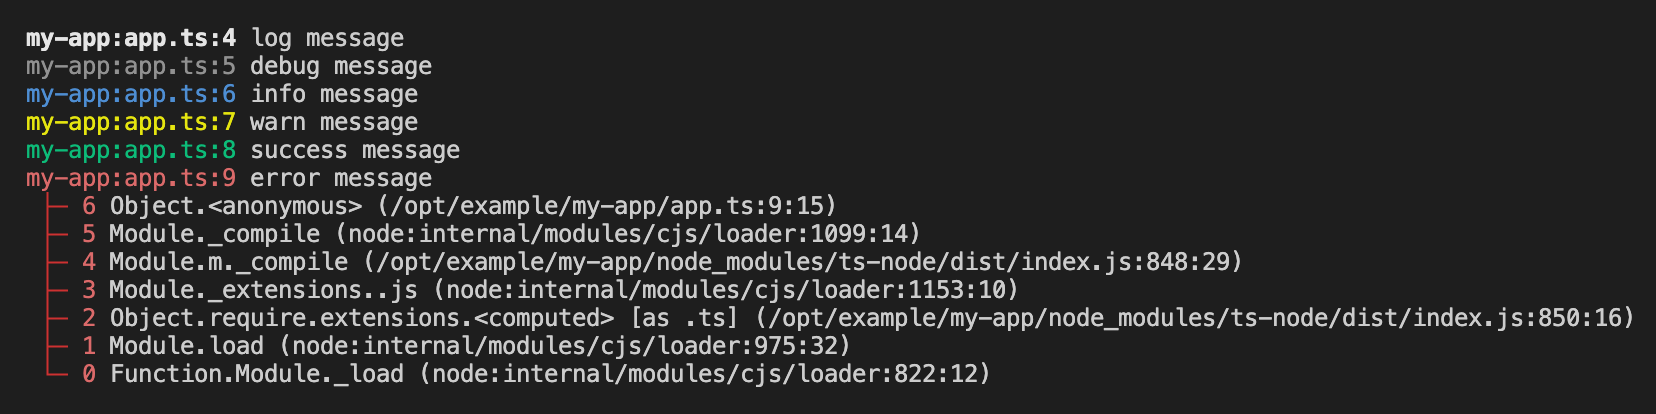 my-app:app.ts:4 log message
my-app:app.ts:5 debug message
my-app:app.ts:6 info message
my-app:app.ts:7 warn message
my-app:app.ts:8 success message
my-app:app.ts:9 error message
├─ 6 Object.<anonymous> (/opt/example/my-app/app.ts:9:15)
├─ 5 Module._compile (node:internal/modules/cjs/loader:1099:14)
├─ 4 Module.m._compile (/opt/example/my-app/node_modules/ts-node/dist/index.js:848:29)
├─ 3 Module._extensions..js (node:internal/modules/cjs/loader:1153:10)
├─ 2 Object.require.extensions.<computed> [as .ts] (/opt/example/my-app/node_modules/ts-node/dist/index.js:850:16)
├─ 1 Module.load (node:internal/modules/cjs/loader:975:32)
└─ 0 Function.Module._load (node:internal/modules/cjs/loader:822:12)